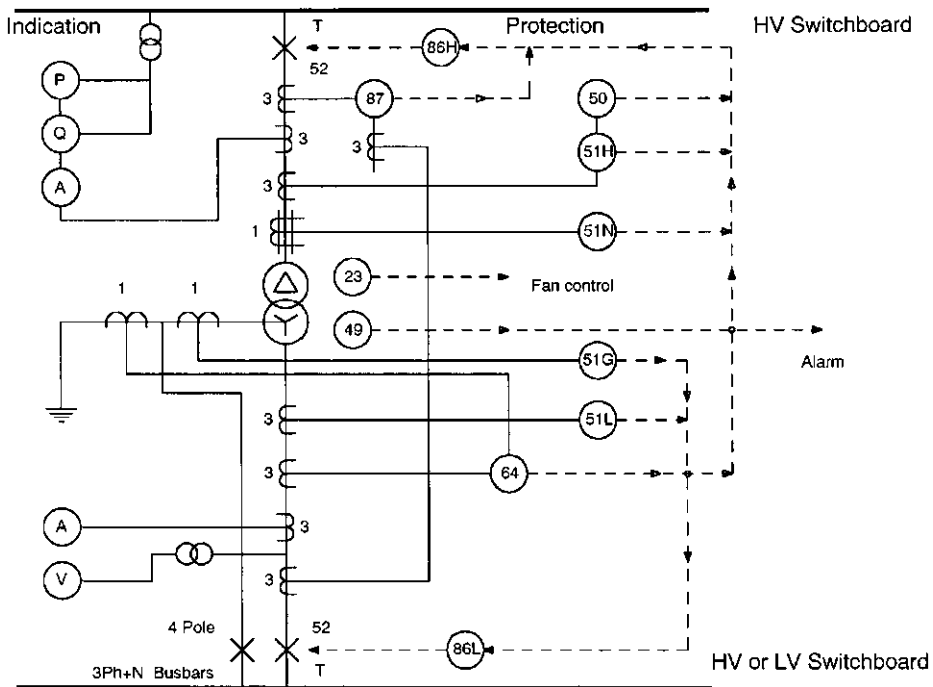 Indication T Protection HV Switchboard
86H
52
P
3 87 50
Q 3 3 51H
A
3
1 51N
23
Fan control
1 1
49
51G Alarm
3 51L
3 64
A 3
V 3
4 Pole 52
86L
3Ph+N Busbars T HV or LV Switchboard